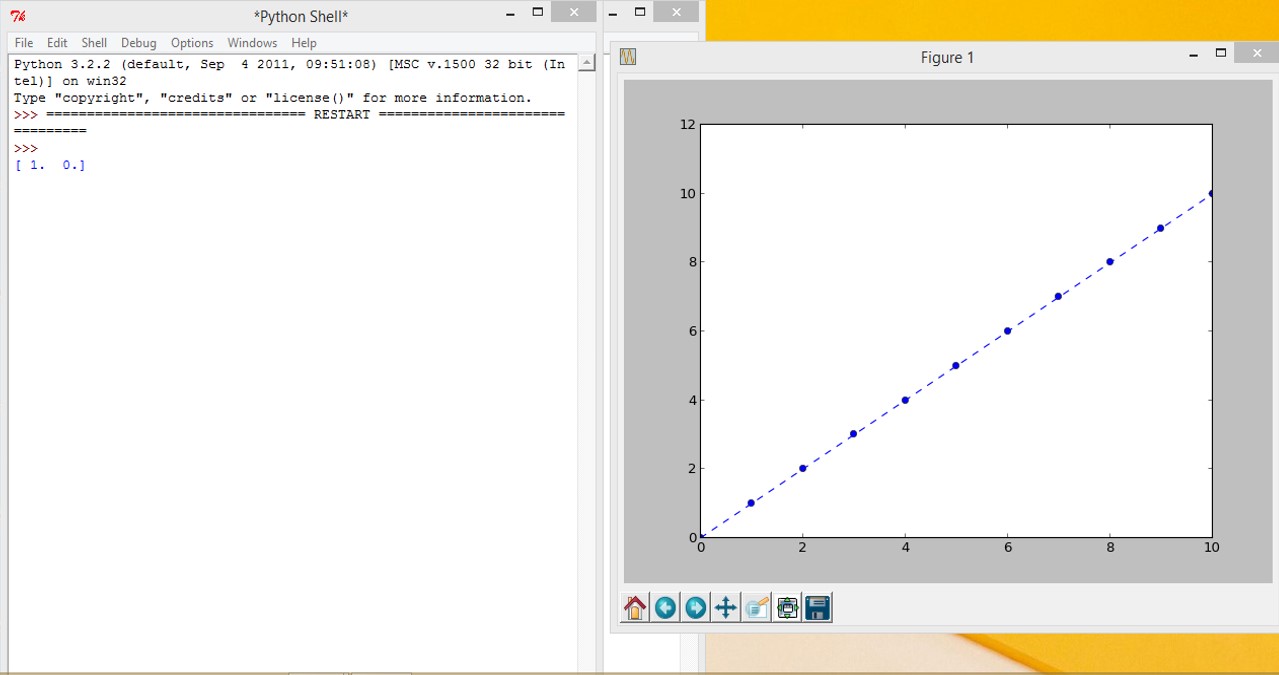 *Python Shell*
File Edit Shell Debug Options Windows Help
Python 3.2.2 (default, Sep  4 2011, 09:51:08) [MSC v.1500 32 bit (In
tel)] on win32
Type "copyright", "credits" or "license()" for more information.
>>> ================================ RESTART =======================
=========
>>>
[ 1.  0.]
Figure 1
12
10
8
6
4
2
0
0 2 4 6 8 10